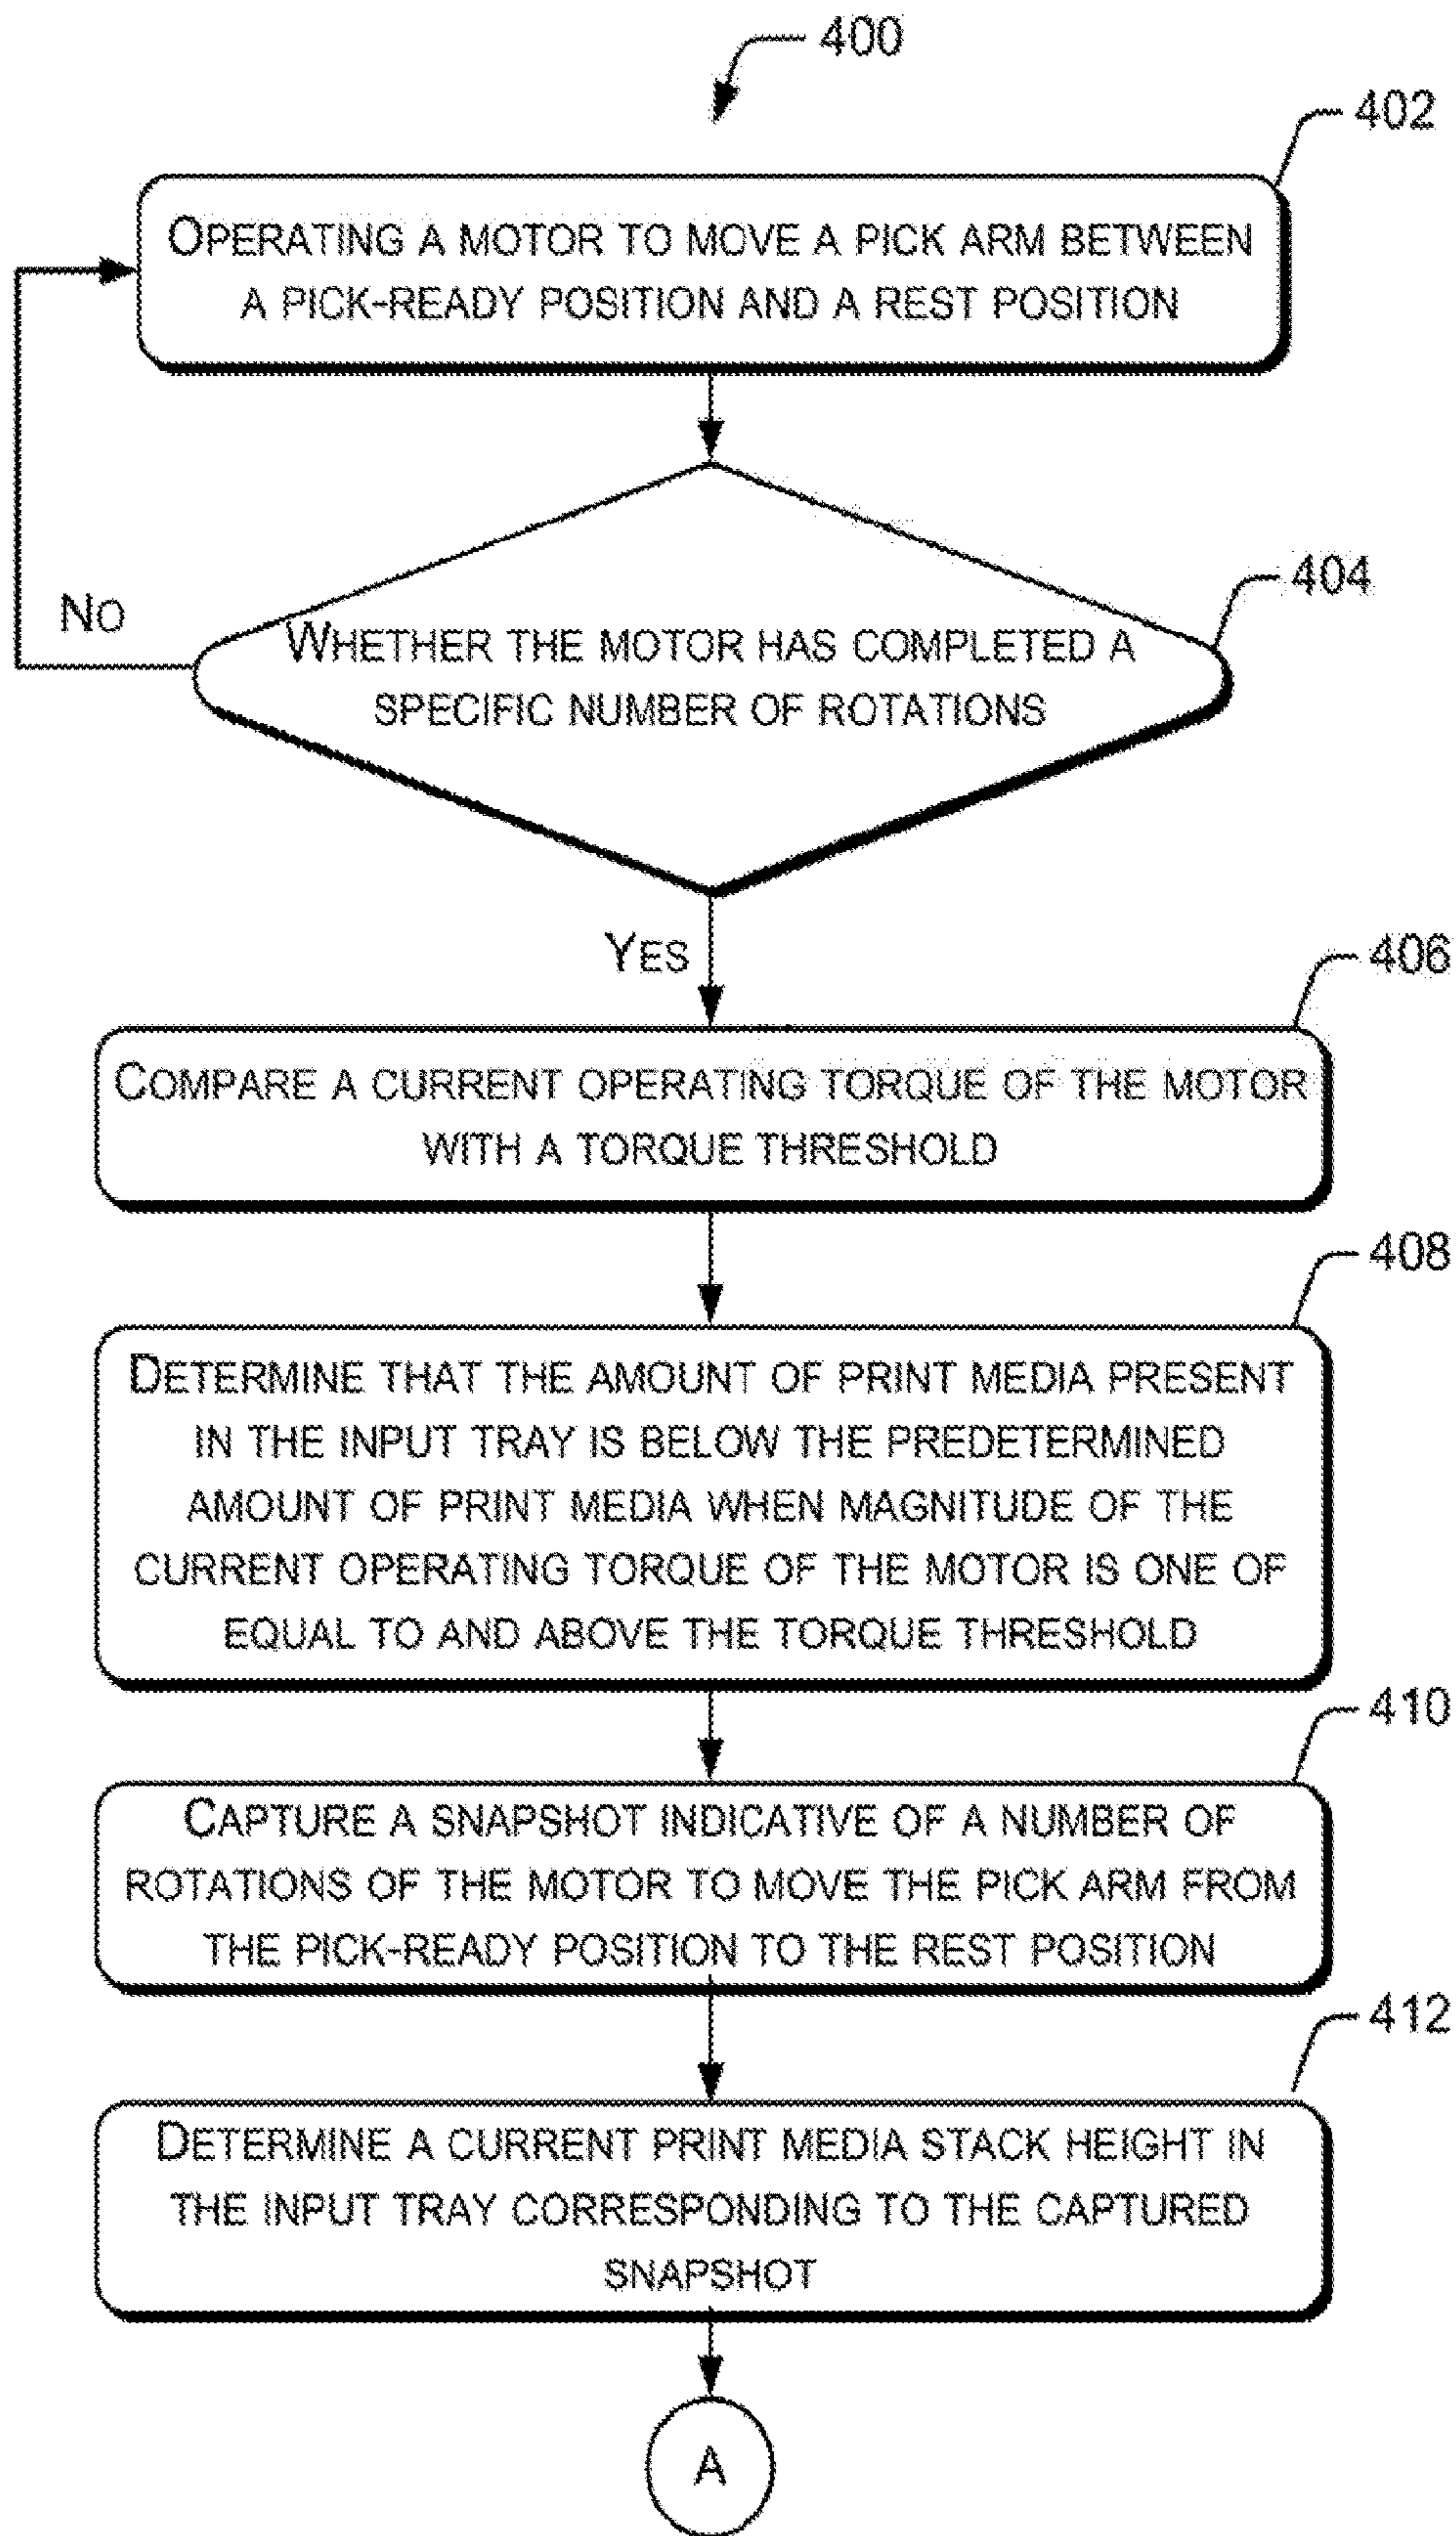 400
402
OPERATING A MOTOR TO MOVE A PICK ARM BETWEEN
A PICK-READY POSITION AND A REST POSITION
NO
404
WHETHER THE MOTOR HAS COMPLETED A
SPECIFIC NUMBER OF ROTATIONS
YES
406
COMPARE A CURRENT OPERATING TORQUE OF THE MOTOR
WITH A TORQUE THRESHOLD
408
DETERMINE THAT THE AMOUNT OF PRINT MEDIA PRESENT
IN THE INPUT TRAY IS BELOW THE PREDETERMINED
AMOUNT OF PRINT MEDIA WHEN MAGNITUDE OF THE
CURRENT OPERATING TORQUE OF THE MOTOR IS ONE OF
EQUAL TO AND ABOVE THE TORQUE THRESHOLD
410
CAPTURE A SNAPSHOT INDICATIVE OF A NUMBER OF
ROTATIONS OF THE MOTOR TO MOVE THE PICK ARM FROM
THE PICK-READY POSITION TO THE REST POSITION
412
DETERMINE A CURRENT PRINT MEDIA STACK HEIGHT IN
THE INPUT TRAY CORRESPONDING TO THE CAPTURED
SNAPSHOT
A